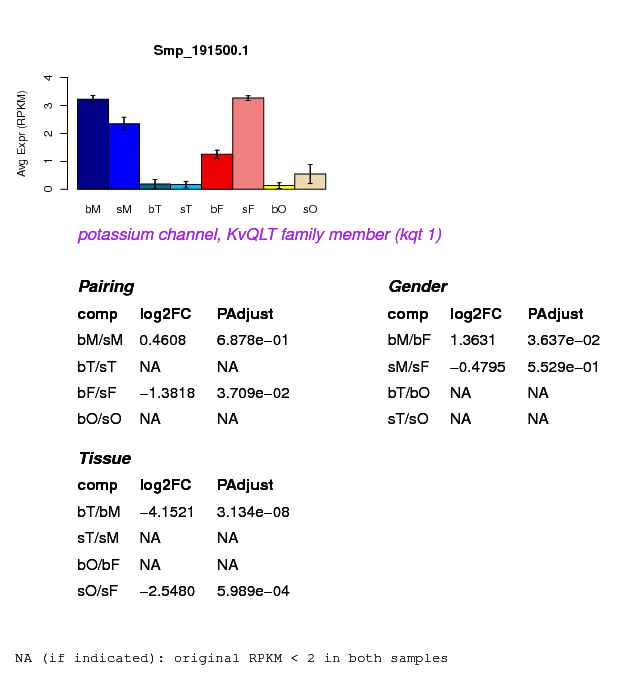 Smp_191500.1
Avg Expr (RPKM)
0 1 2 3 4
bM sM bT sT bF sF bO sO
potassium channel, KvQLT family member (kqt 1)
Pairing
comp log2FC PAdjust
bM/sM 0.4608 6.878e−01
bT/sT NA NA
bF/sF −1.3818 3.709e−02
bO/sO NA NA
Gender
comp log2FC PAdjust
bM/bF 1.3631 3.637e−02
sM/sF −0.4795 5.529e−01
bT/bO NA NA
sT/sO NA NA
Tissue
comp log2FC PAdjust
bT/bM −4.1521 3.134e−08
sT/sM NA NA
bO/bF NA NA
sO/sF −2.5480 5.989e−04
NA (if indicated): original RPKM < 2 in both samples